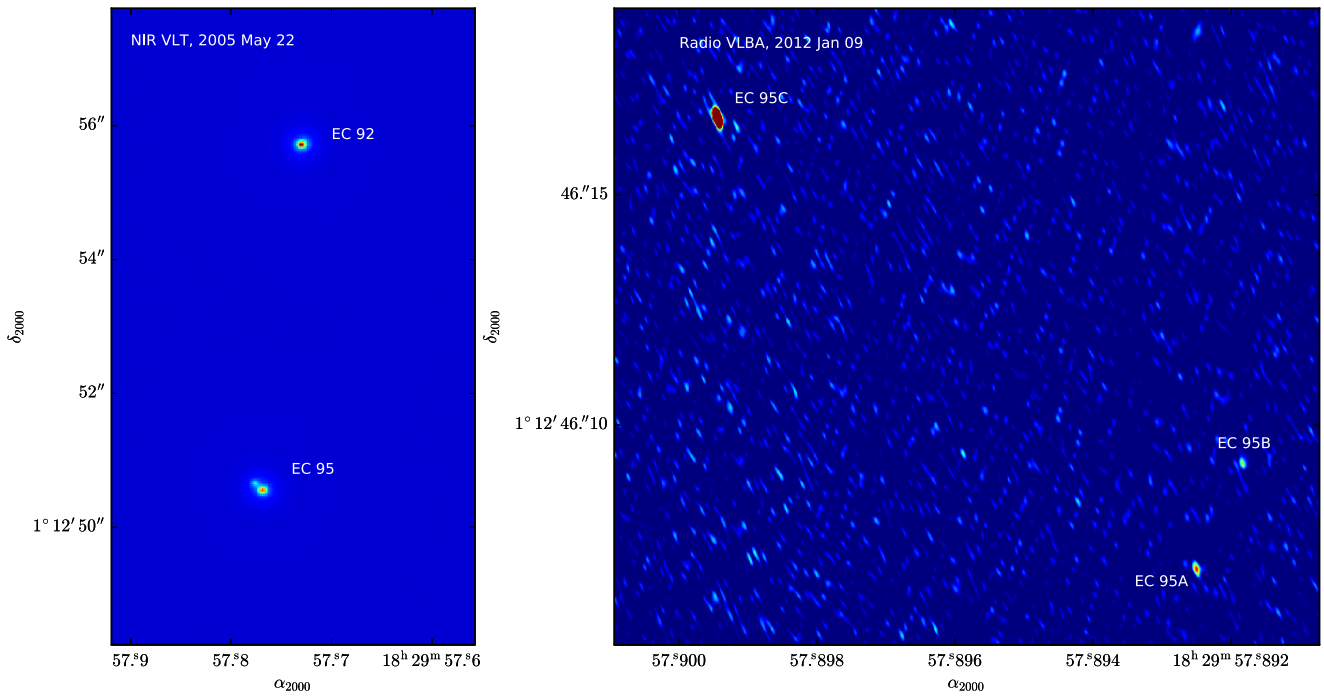 NIR VLT, 2005 May 22
EC 92
EC 95
56″
54″
52″
1° 12′ 50″
δ2000
57.ˢ9
57.ˢ8
57.ˢ7
18ʰ 29ᵐ 57.ˢ6
α2000
Radio VLBA, 2012 Jan 09
EC 95C
EC 95B
EC 95A
46.″15
1° 12′ 46.″10
δ2000
57.ˢ900
57.ˢ898
57.ˢ896
57.ˢ894
18ʰ 29ᵐ 57.ˢ892
α2000